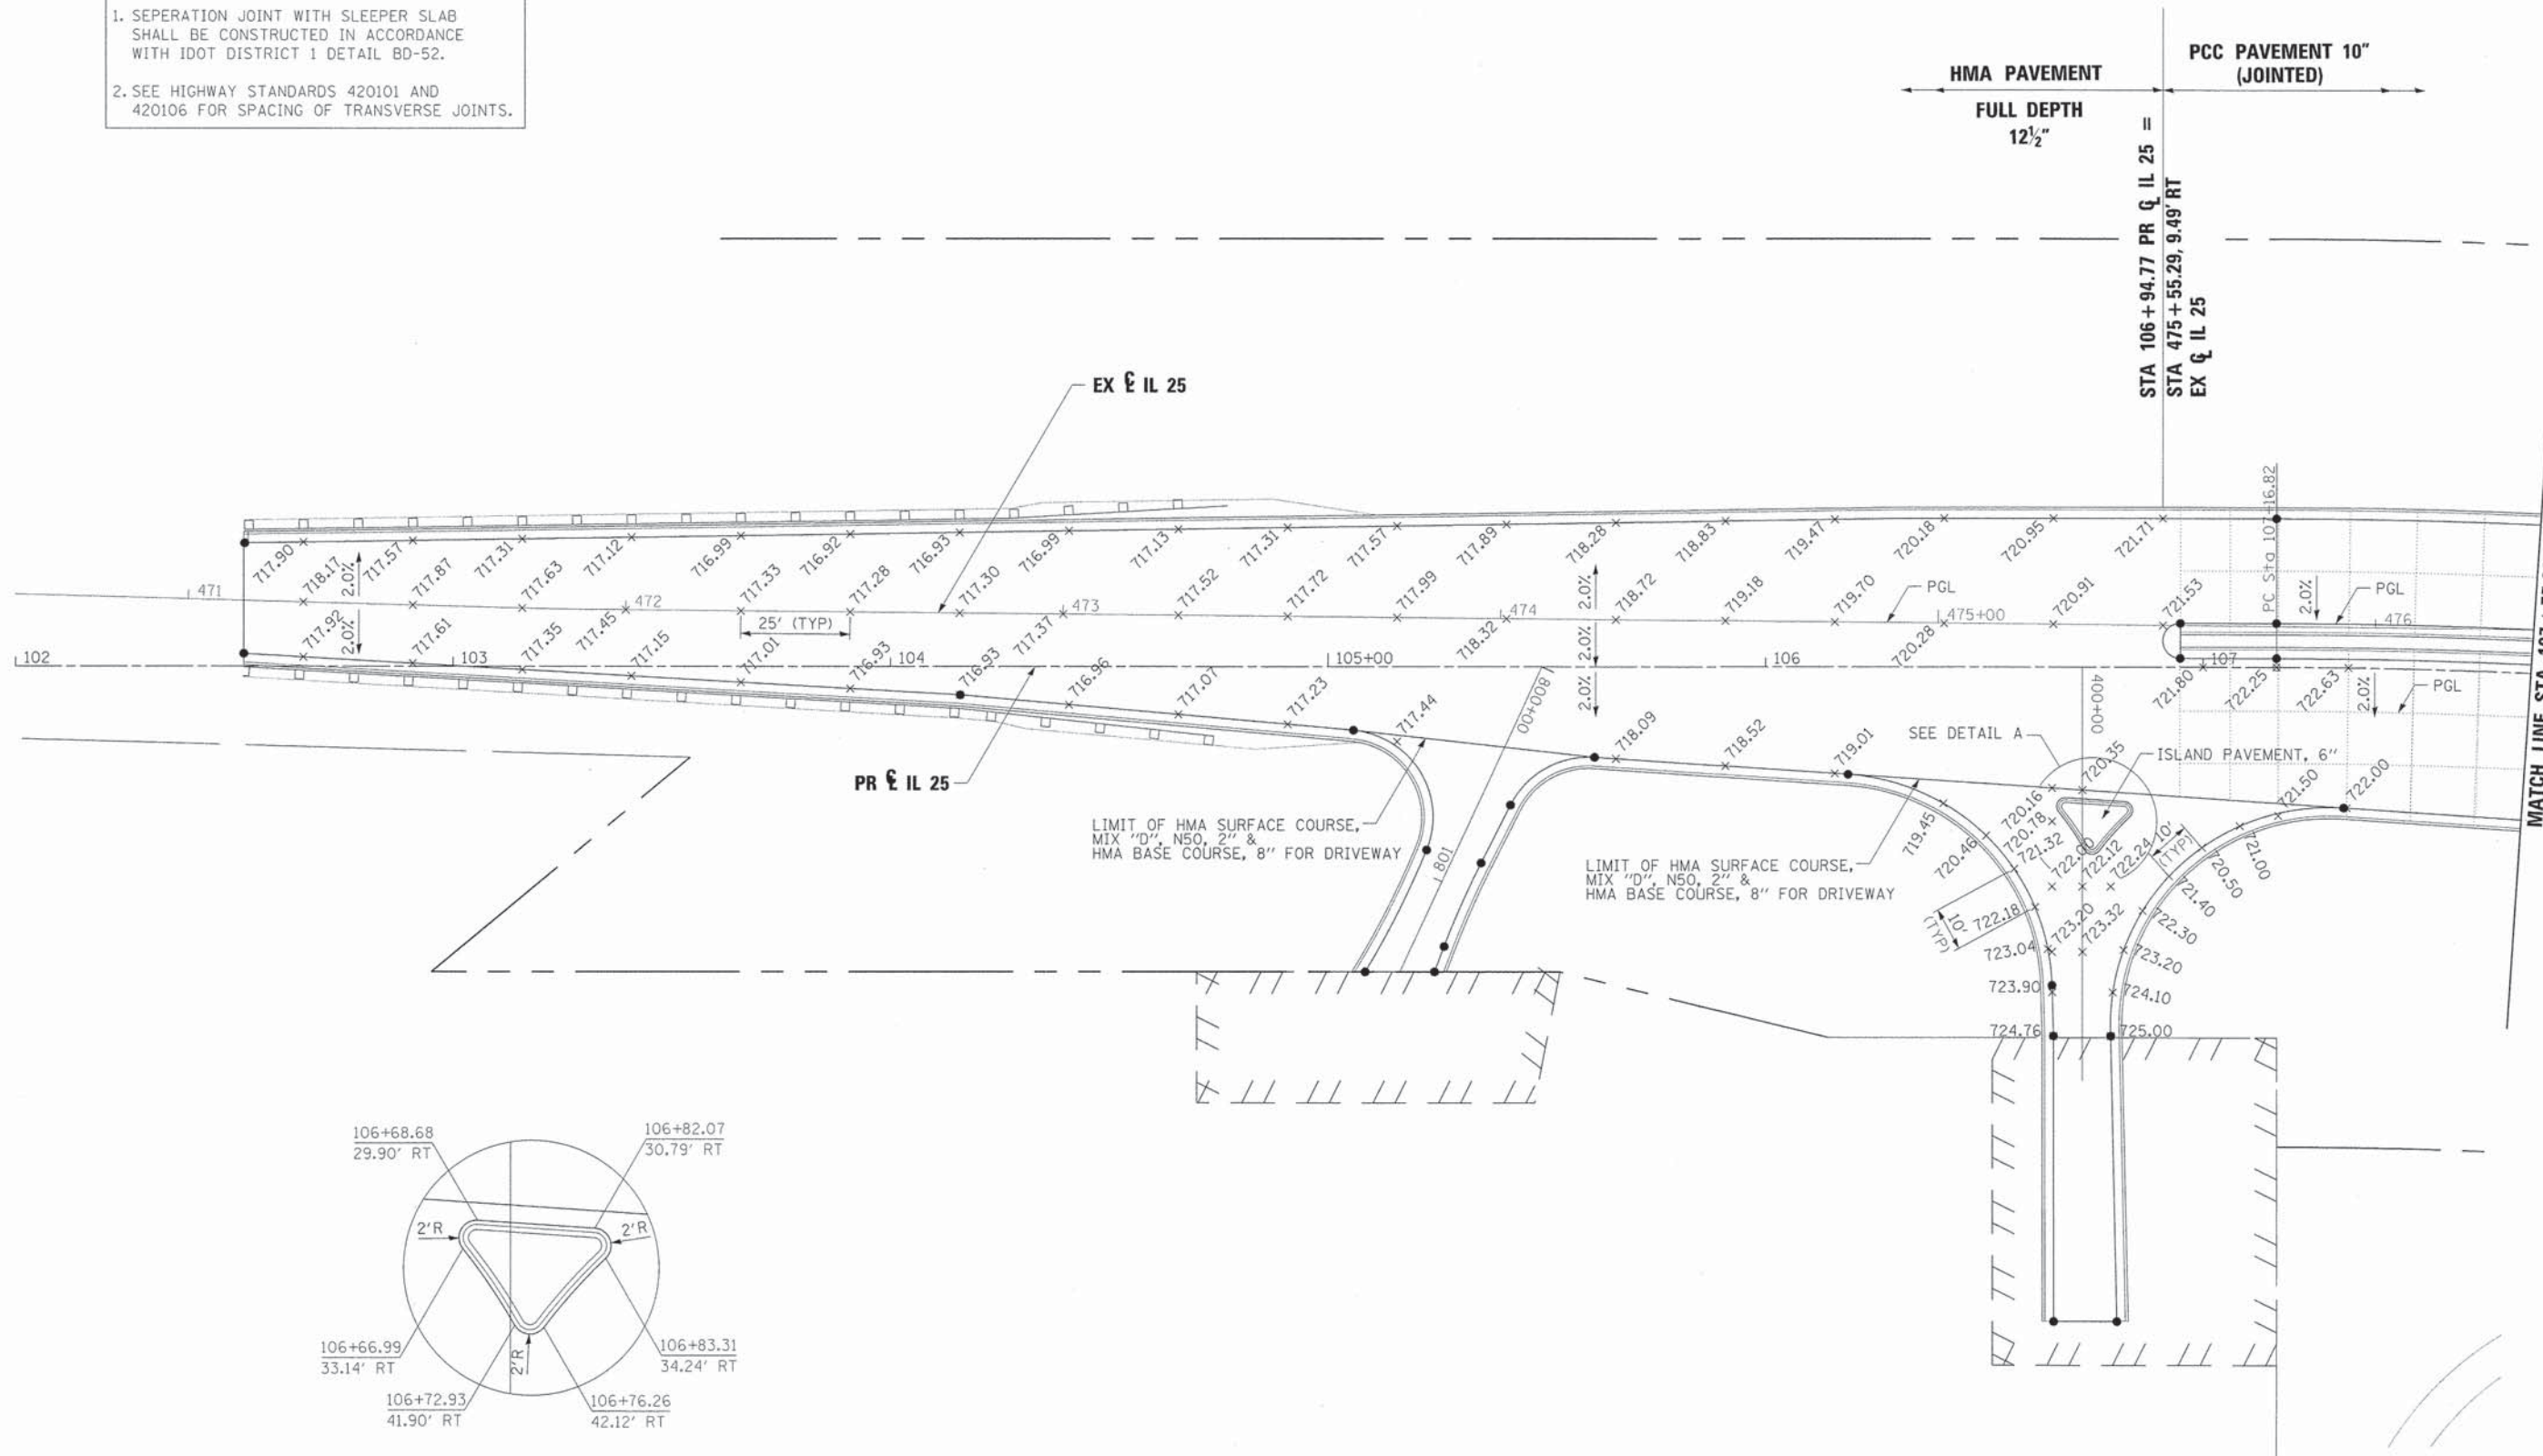 1. SEPERATION JOINT WITH SLEEPER SLAB
SHALL BE CONSTRUCTED IN ACCORDANCE
WITH IDOT DISTRICT 1 DETAIL BD-52.
2. SEE HIGHWAY STANDARDS 420101 AND
420106 FOR SPACING OF TRANSVERSE JOINTS.
HMA PAVEMENT
FULL DEPTH
12½"
PCC PAVEMENT 10"
(JOINTED)
STA 106+94.77 PR ℄ IL 25 =
STA 475+55.29, 9.49' RT
EX ℄ IL 25
EX ℄ IL 25
PC Sta 107+16.82
717.90
717.57
717.31
717.12
716.99
716.92
716.93
716.99
717.13
717.31
717.57
717.89
718.28
718.83
719.47
720.18
720.95
721.71
718.17
717.87
717.63
717.45
717.33
717.28
717.30
717.37
717.52
717.72
717.99
718.32
718.72
719.18
719.70
720.28
720.91
721.53
2.0%
2.0%
2.0%
2.0%
2.0%
2.0%
2.0%
471
472
473
474
475+00
476
PGL
PGL
PGL
25' (TYP)
102
103
104
105+00
106
107
717.92
717.61
717.35
717.15
717.01
716.93
716.93
716.96
717.07
717.23
717.44
718.09
718.52
719.01
721.80
722.25
722.63
800+00
801
400+00
PR ℄ IL 25
LIMIT OF HMA SURFACE COURSE,
MIX "D", N50, 2" &
HMA BASE COURSE, 8" FOR DRIVEWAY
LIMIT OF HMA SURFACE COURSE,
MIX "D", N50, 2" &
HMA BASE COURSE, 8" FOR DRIVEWAY
SEE DETAIL A
ISLAND PAVEMENT, 6"
720.35
720.16
720.78
721.32
722.00
722.12
722.24
10'
(TYP)
721.50
722.00
719.45
720.46
721.00
720.50
721.40
722.30
10'
(TYP)
722.18
723.20
723.32
723.04
723.20
723.90
724.10
724.76
725.00
106+68.68
29.90' RT
106+82.07
30.79' RT
2'R
2'R
2'R
106+66.99
33.14' RT
106+83.31
34.24' RT
106+72.93
41.90' RT
106+76.26
42.12' RT
MATCH LINE STA 107